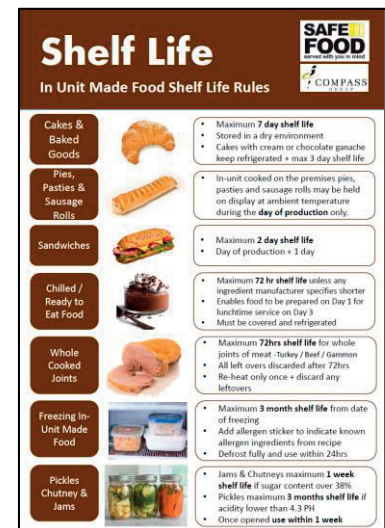 Shelf Life
SAFE
FOOD
served with you in mind
COMPASS
GROUP
In Unit Made Food Shelf Life Rules
Cakes &
Baked
Goods
• Maximum 7 day shelf life
• Stored in a dry environment
• Cakes with cream or chocolate ganache
keep refrigerated + max 3 day shelf life
Pies,
Pasties &
Sausage
Rolls
• In-unit cooked on the premises pies,
pasties and sausage rolls may be held
on display at ambient temperature
during the day of production only.
Sandwiches
• Maximum 2 day shelf life
• Day of production + 1 day
Chilled /
Ready to
Eat Food
• Maximum 72 hr shelf life unless any
ingredient manufacturer specifies shorter
• Enables food to be prepared on Day 1 for
lunchtime service on Day 3
• Must be covered and refrigerated
Whole
Cooked
Joints
• Maximum 72hrs shelf life for whole
joints of meat -Turkey / Beef / Gammon
• All left overs discarded after 72hrs
• Re-heat only once + discard any
leftovers
Freezing In-
Unit Made
Food
• Maximum 3 month shelf life from date
of freezing
• Add allergen sticker to indicate known
allergen ingredients from recipe
• Defrost fully and use within 24hrs
Pickles
Chutney &
Jams
• Jams & Chutneys maximum 1 week
shelf life if sugar content over 38%
• Pickles maximum 3 months shelf life if
acidity lower than 4.3 PH
• Once opened use within 1 week